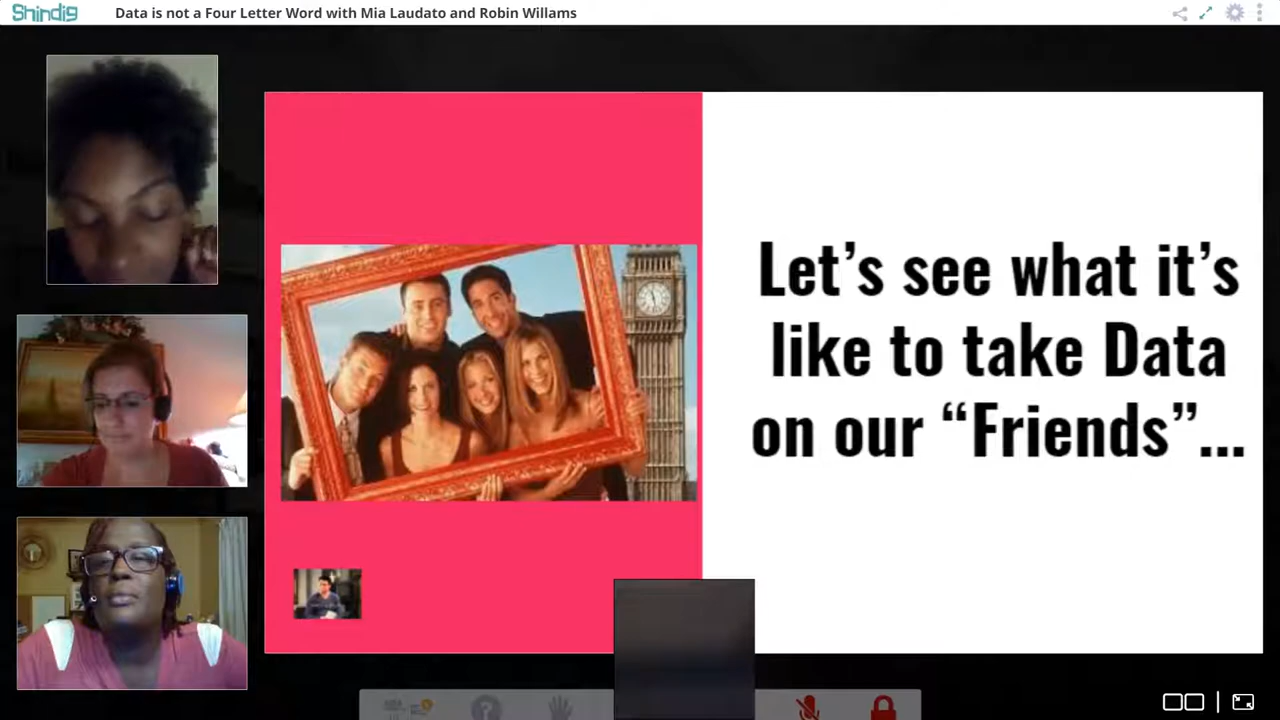 Shindig
Data is not a Four Letter Word with Mia Laudato and Robin Willams
Let’s see what it’s
like to take Data
on our “Friends”...